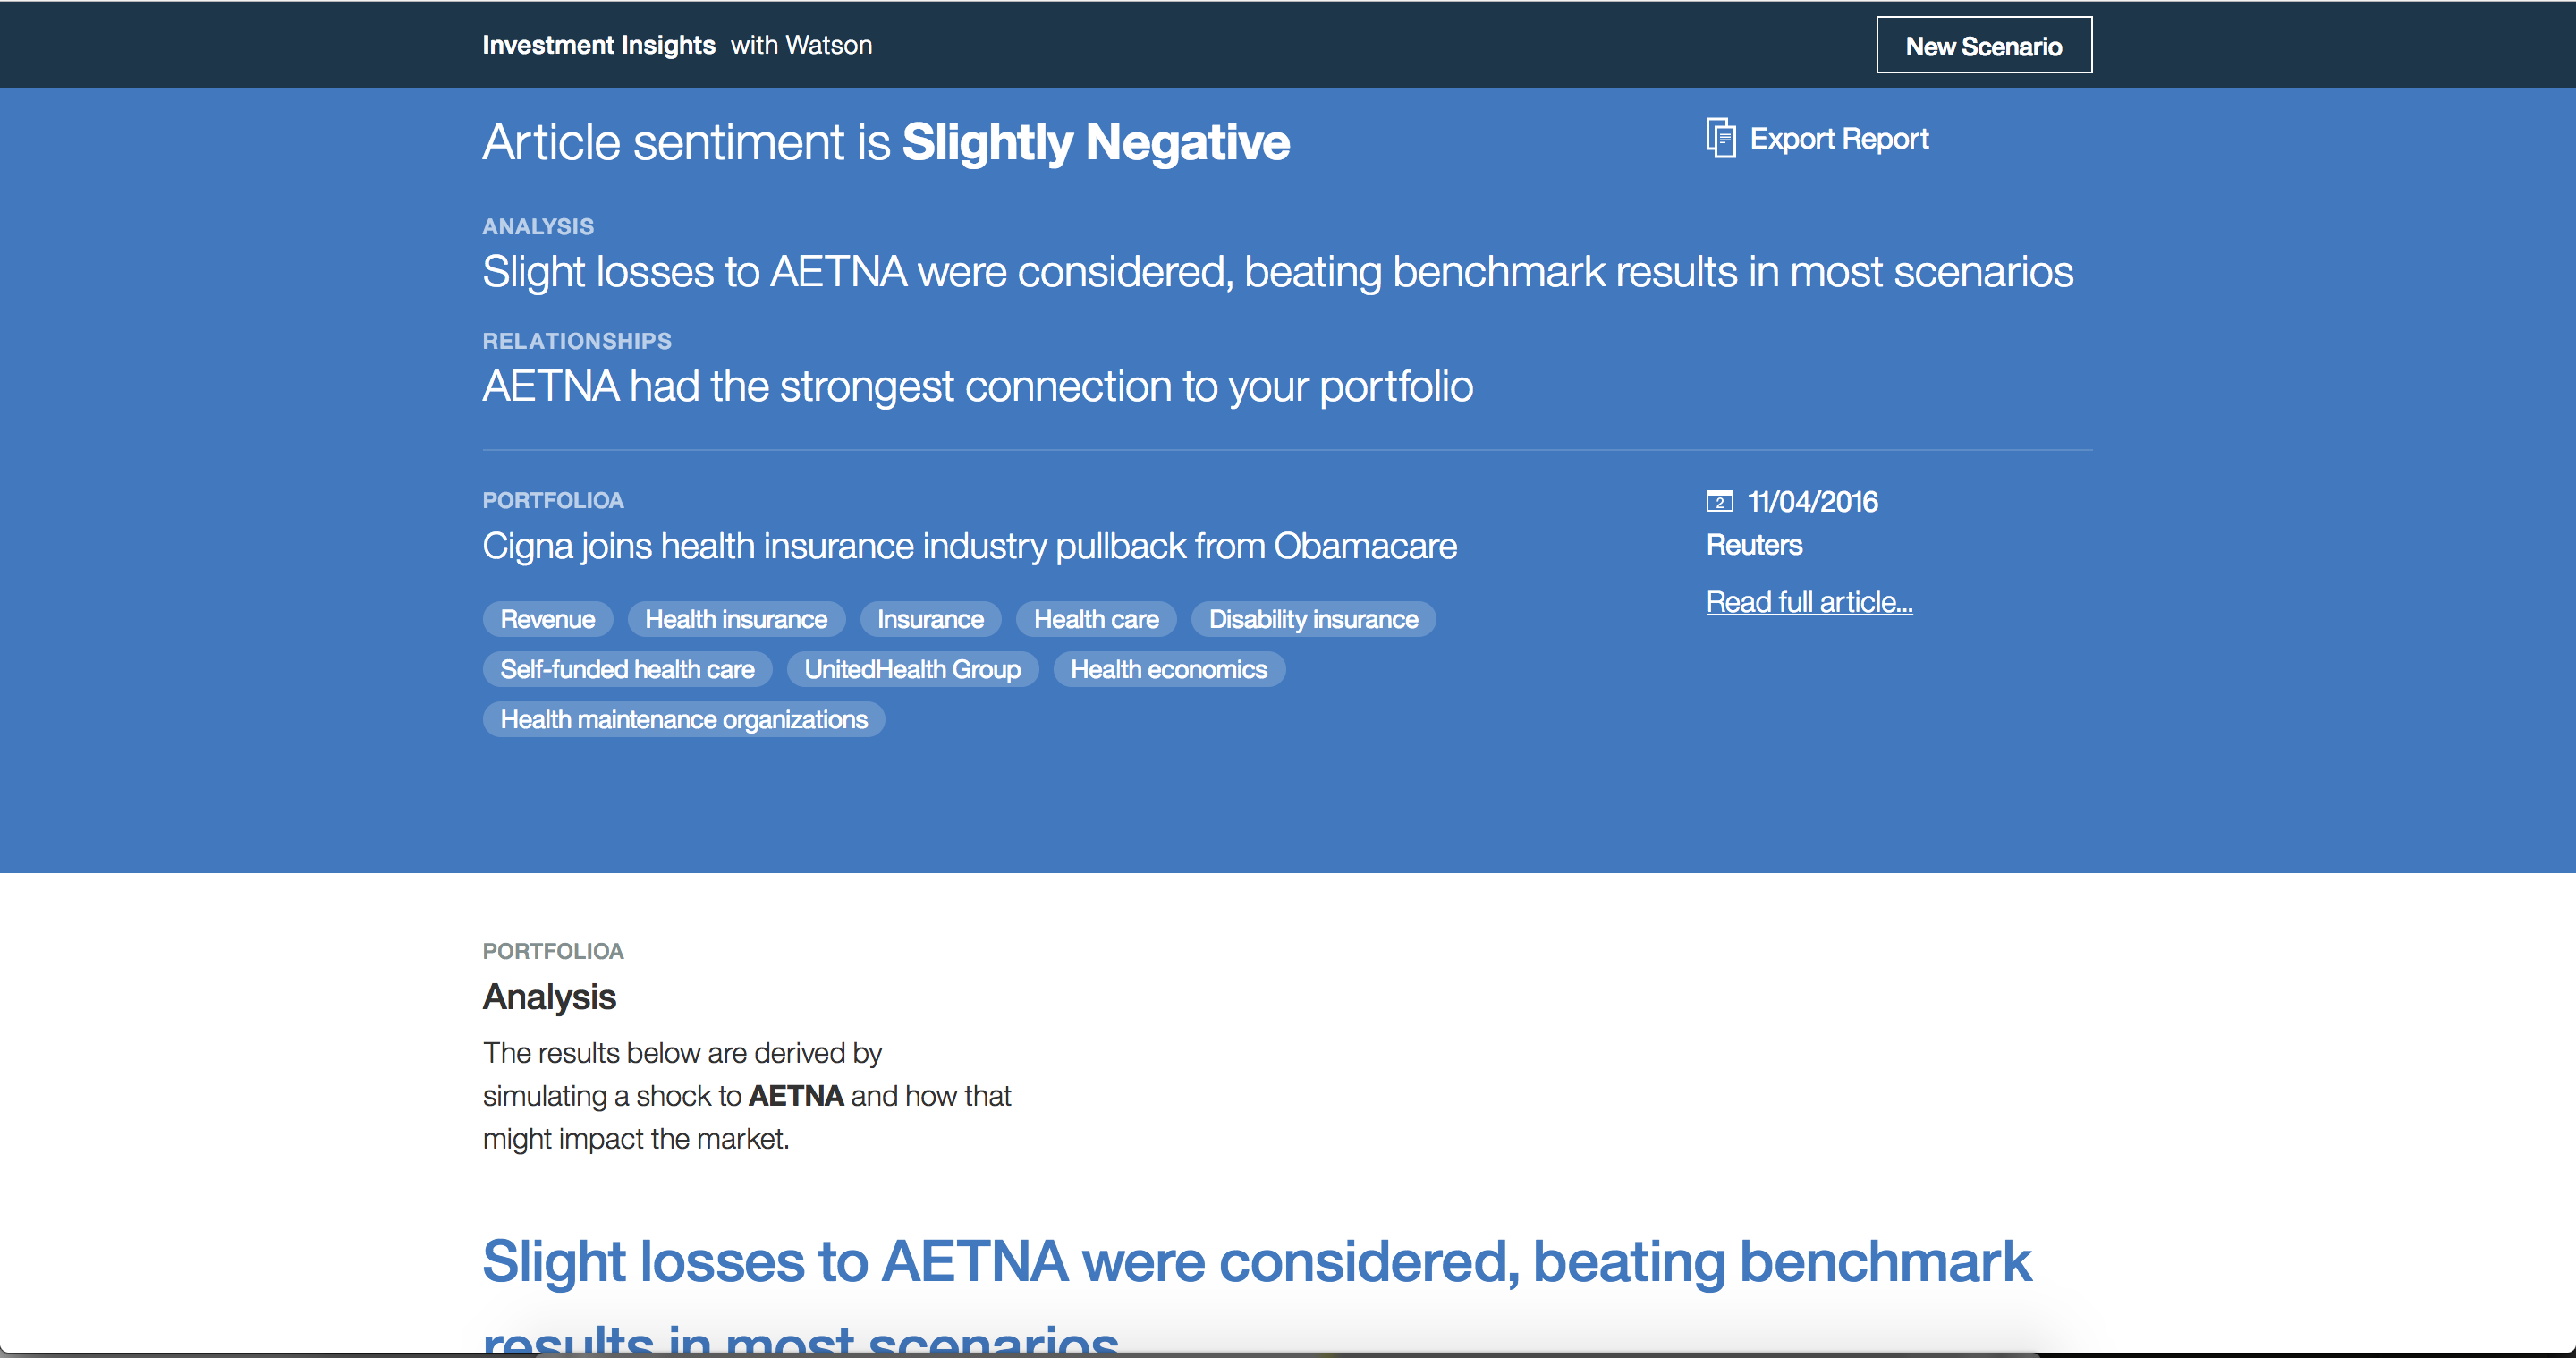 Investment Insights with Watson
New Scenario
Article sentiment is Slightly Negative
Export Report
ANALYSIS
Slight losses to AETNA were considered, beating benchmark results in most scenarios
RELATIONSHIPS
AETNA had the strongest connection to your portfolio
PORTFOLIOA
Cigna joins health insurance industry pullback from Obamacare
2 11/04/2016
Reuters
Read full article...
Revenue Health insurance Insurance Health care Disability insurance
Self-funded health care UnitedHealth Group Health economics
Health maintenance organizations
PORTFOLIOA
Analysis
The results below are derived by
simulating a shock to AETNA and how that
might impact the market.
Slight losses to AETNA were considered, beating benchmark
results in most scenarios